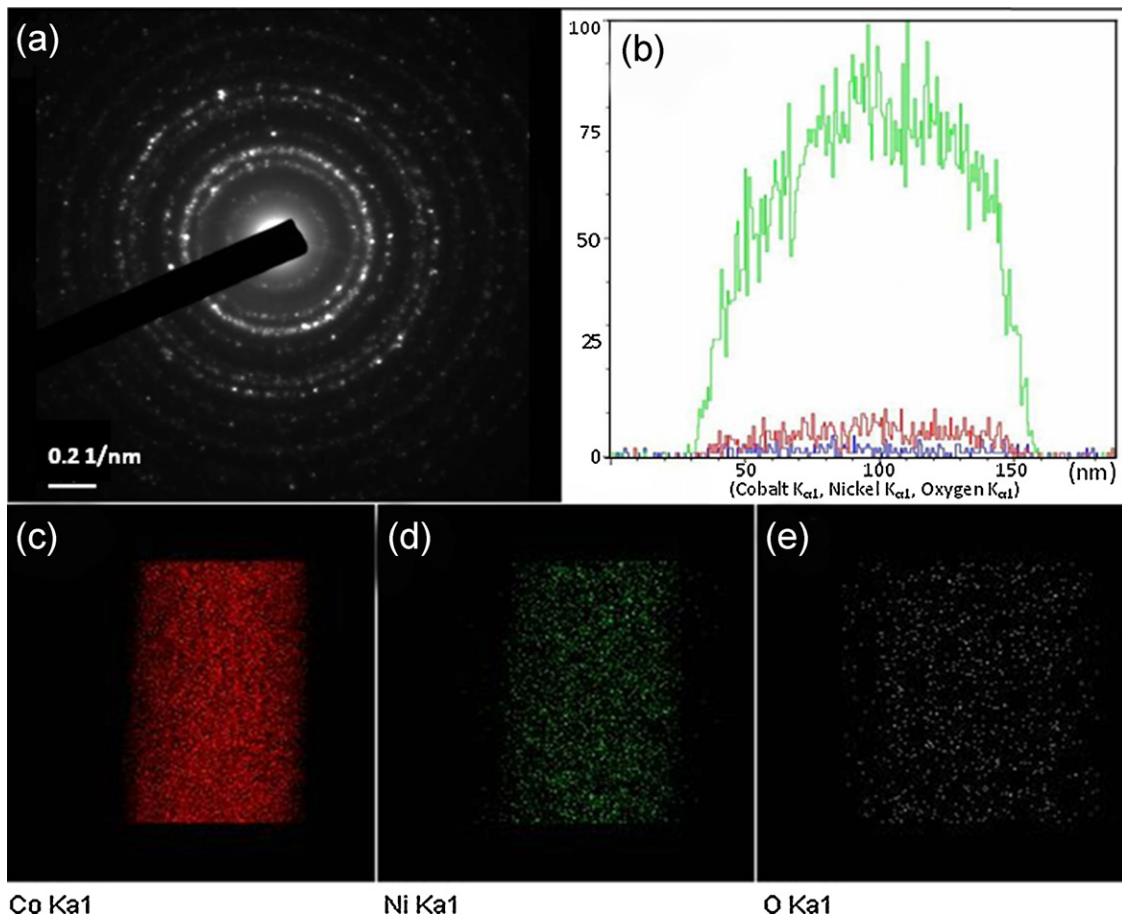 (a)
0.2 1/nm
(b)
100
75
50
25
0
50 100 150 (nm)
(Cobalt Kα1, Nickel Kα1, Oxygen Kα1)
(c)
(d)
(e)
Co Ka1
Ni Ka1
O Ka1